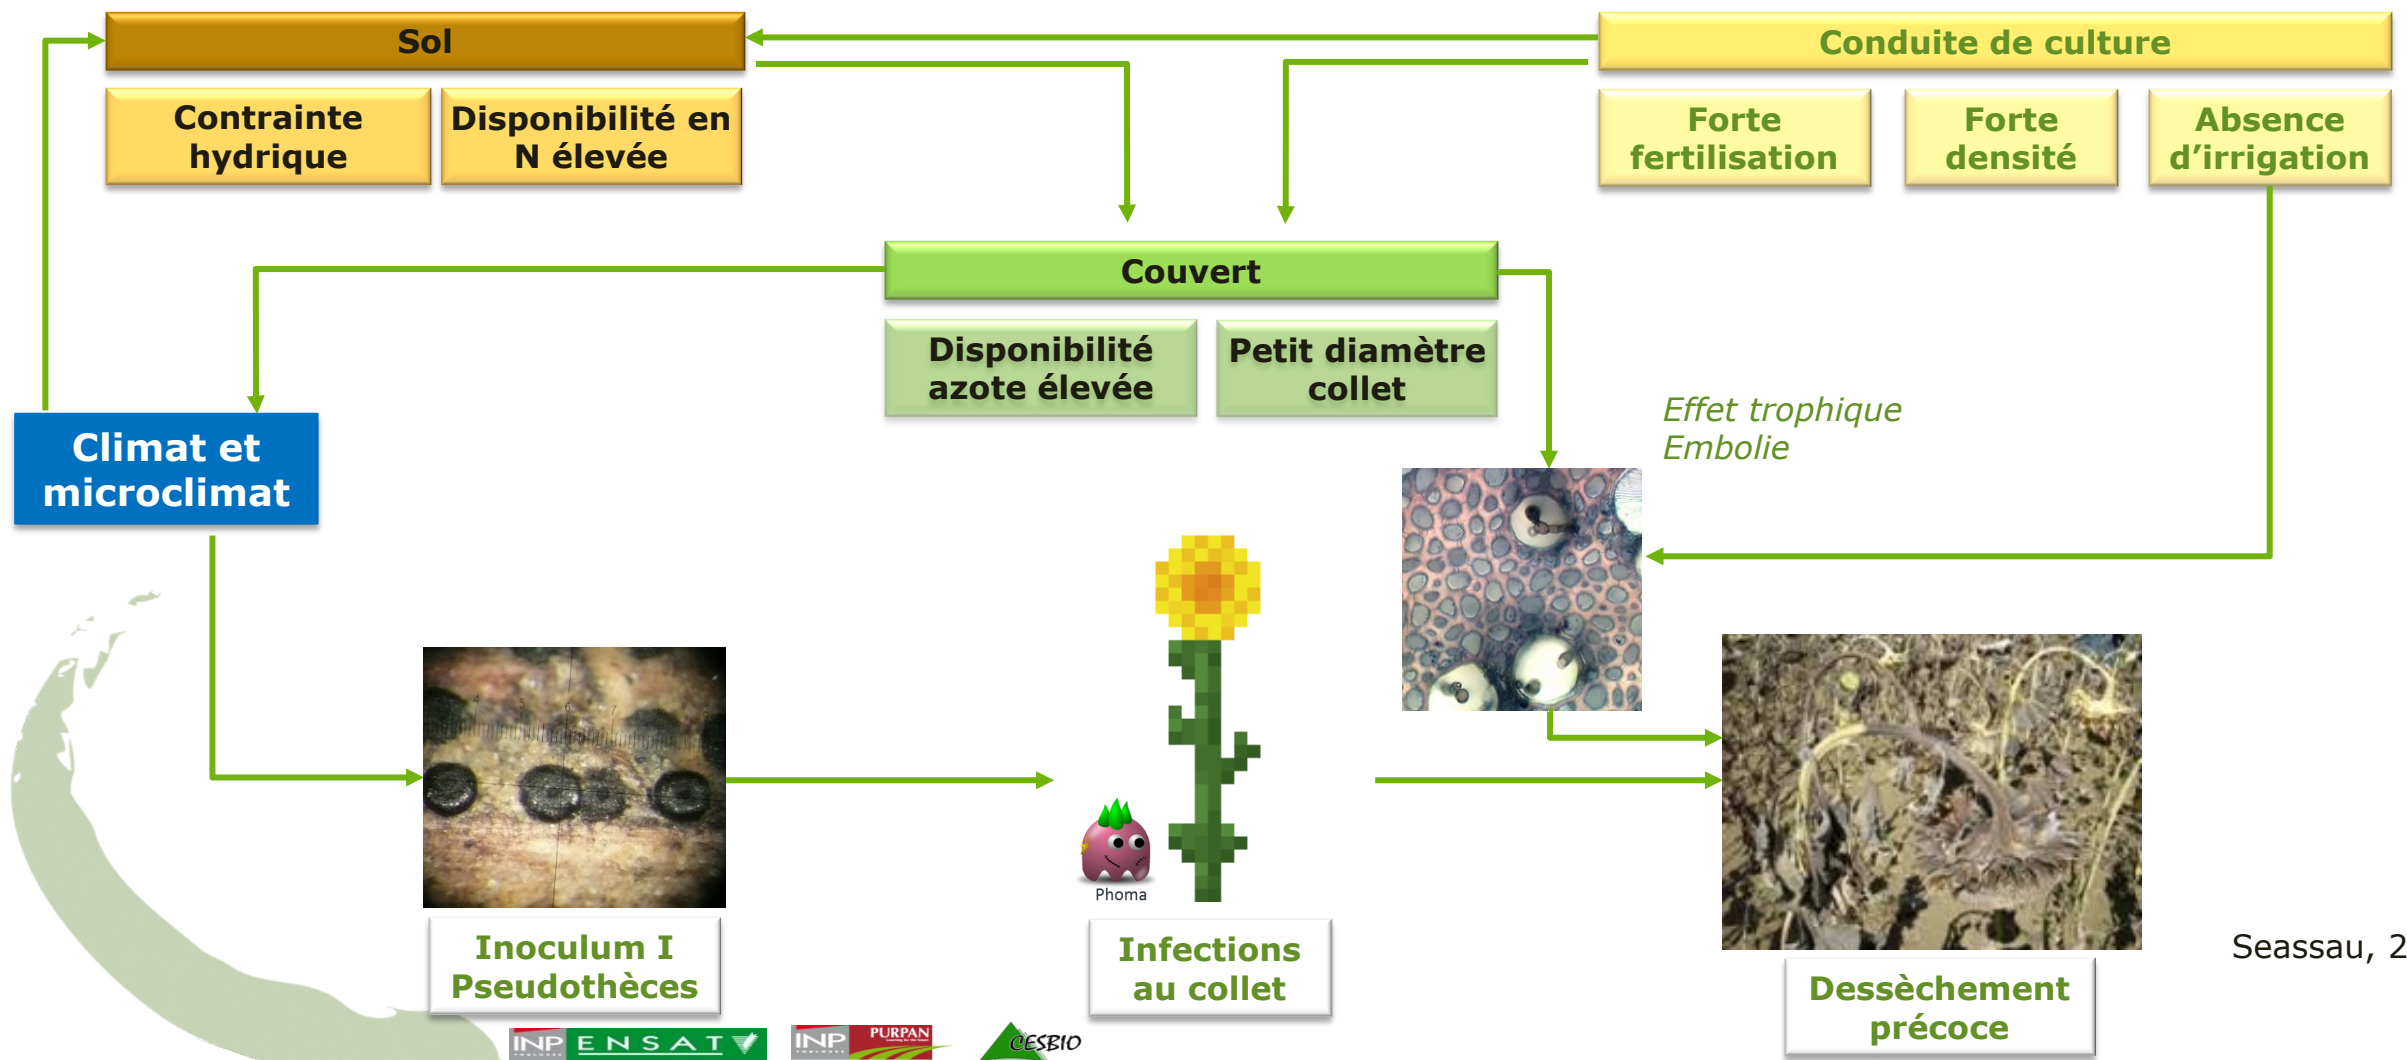 Sol
Conduite de culture
Contrainte
hydrique
Disponibilité en
N élevée
Forte
fertilisation
Forte
densité
Absence
d’irrigation
Couvert
Disponibilité
azote élevée
Petit diamètre
collet
Effet trophique
Embolie
Climat et
microclimat
Phoma
Inoculum I
Pseudothèces
Infections
au collet
Dessèchement
précoce
Seassau, 2
INP ENSAT
INP PURPAN
CESBIO